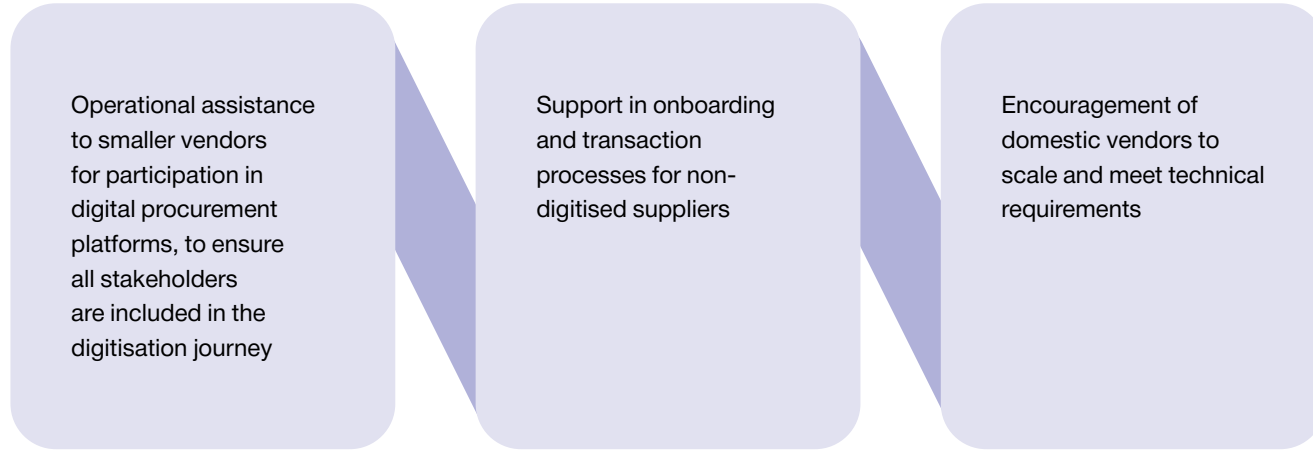 Operational assistance
to smaller vendors
for participation in
digital procurement
platforms, to ensure
all stakeholders
are included in the
digitisation journey
Support in onboarding
and transaction
processes for non-
digitised suppliers
Encouragement of
domestic vendors to
scale and meet technical
requirements